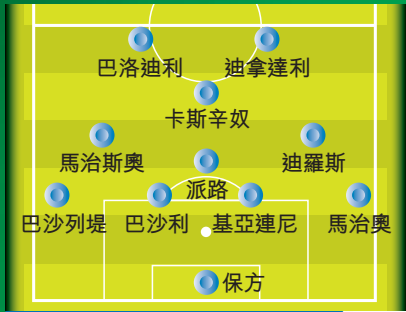 巴洛迪利 迪拿達利
卡斯辛奴
馬治斯奧 迪羅斯
派路
巴沙列堤 巴沙利 基亞連尼 馬治奧
保方